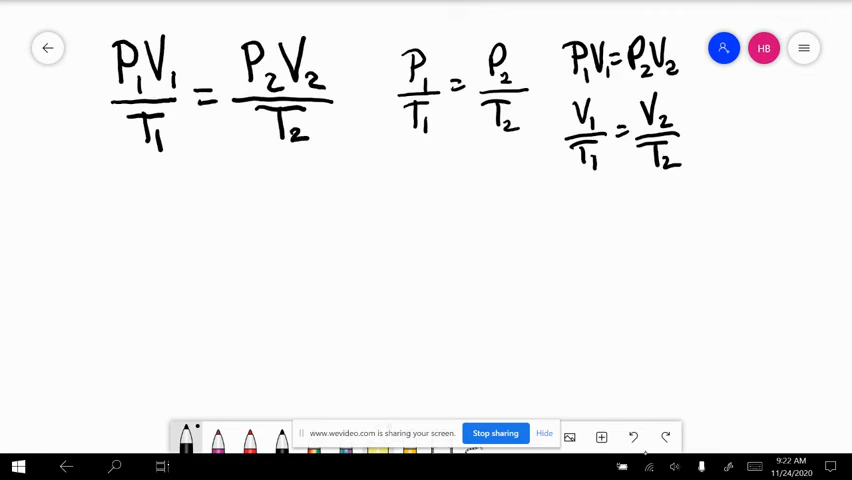 P₁V₁/T₁ = P₂V₂/T₂
P₁/T₁ = P₂/T₂
P₁V₁=P₂V₂
V₁/T₁ = V₂/T₂
HB
www.wevideo.com is sharing your screen.
Stop sharing
Hide
9:22 AM
11/24/2020